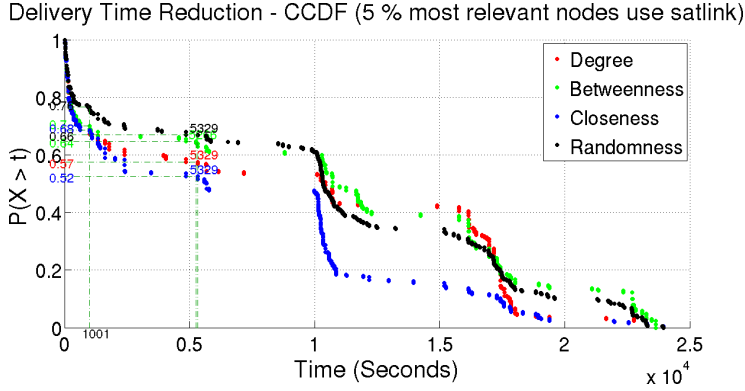 Delivery Time Reduction - CCDF (5 % most relevant nodes use satlink)
P(X > t)
1
0.8
0.6
0.4
0.2
0
0.68
0.66
0.64
0.57
0.52
5329
5329
5329
1001
Degree
Betweenness
Closeness
Randomness
0
0.5
1
1.5
2
2.5
x 10^4
Time (Seconds)